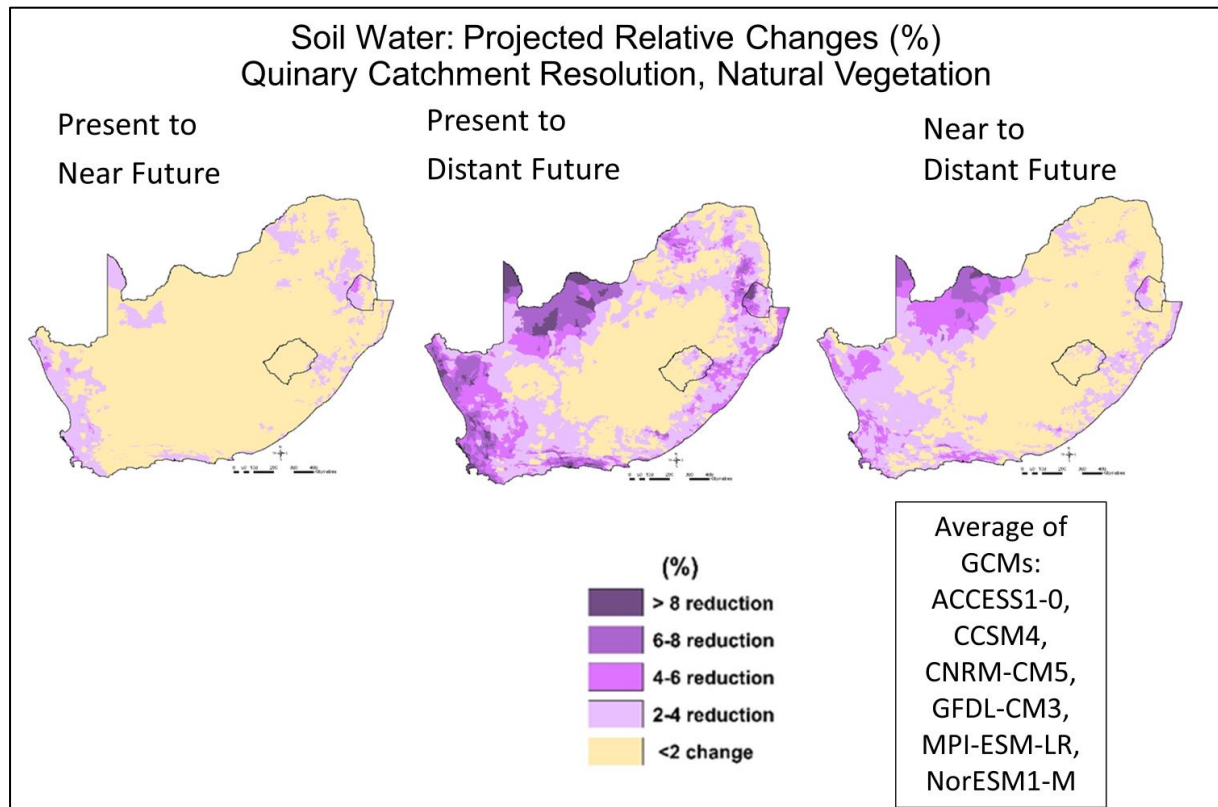 Soil Water: Projected Relative Changes (%)
Quinary Catchment Resolution, Natural Vegetation
Present to
Near Future
Present to
Distant Future
Near to
Distant Future
(%)
> 8 reduction
6-8 reduction
4-6 reduction
2-4 reduction
<2 change
Average of
GCMs:
ACCESS1-0,
CCSM4,
CNRM-CM5,
GFDL-CM3,
MPI-ESM-LR,
NorESM1-M